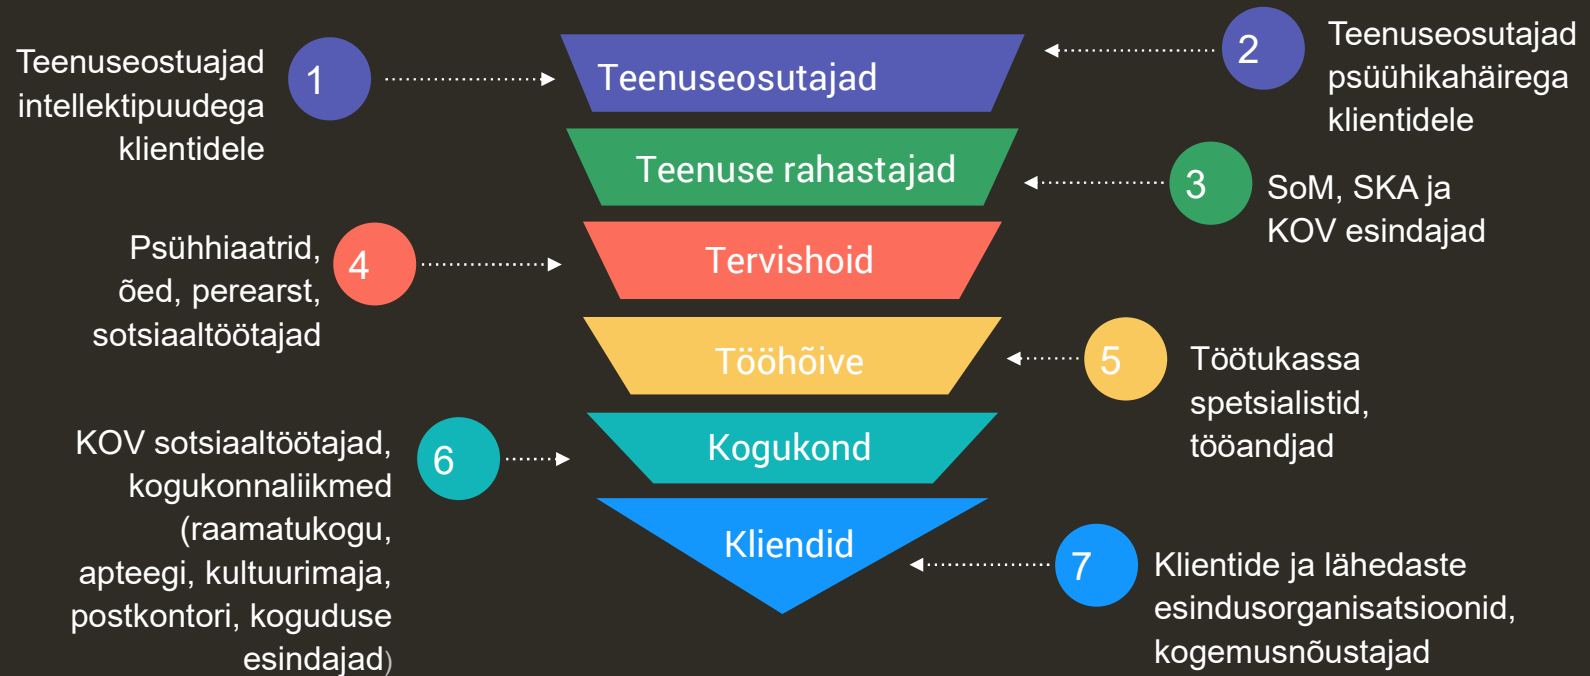 Teenuseostuajad
intellektipuudega
klientidele
1
Teenuseosutajad
2
Teenuseosutajad
psüühikahäirega
klientidele
Teenuse rahastajad
3
SoM, SKA ja
KOV esindajad
Psühhiaatrid,
õed, perearst,
sotsiaaltöötajad
4
Tervishoid
Tööhõive
5
Töötukassa
spetsialistid,
tööandjad
KOV sotsiaaltöötajad,
kogukonnaliikmed
(raamatukogu,
apteegi, kultuurimaja,
postkontori, koguduse
esindajad)
6
Kogukond
Kliendid
7
Klientide ja lähedaste
esindusorganisatsioonid,
kogemusnõustajad